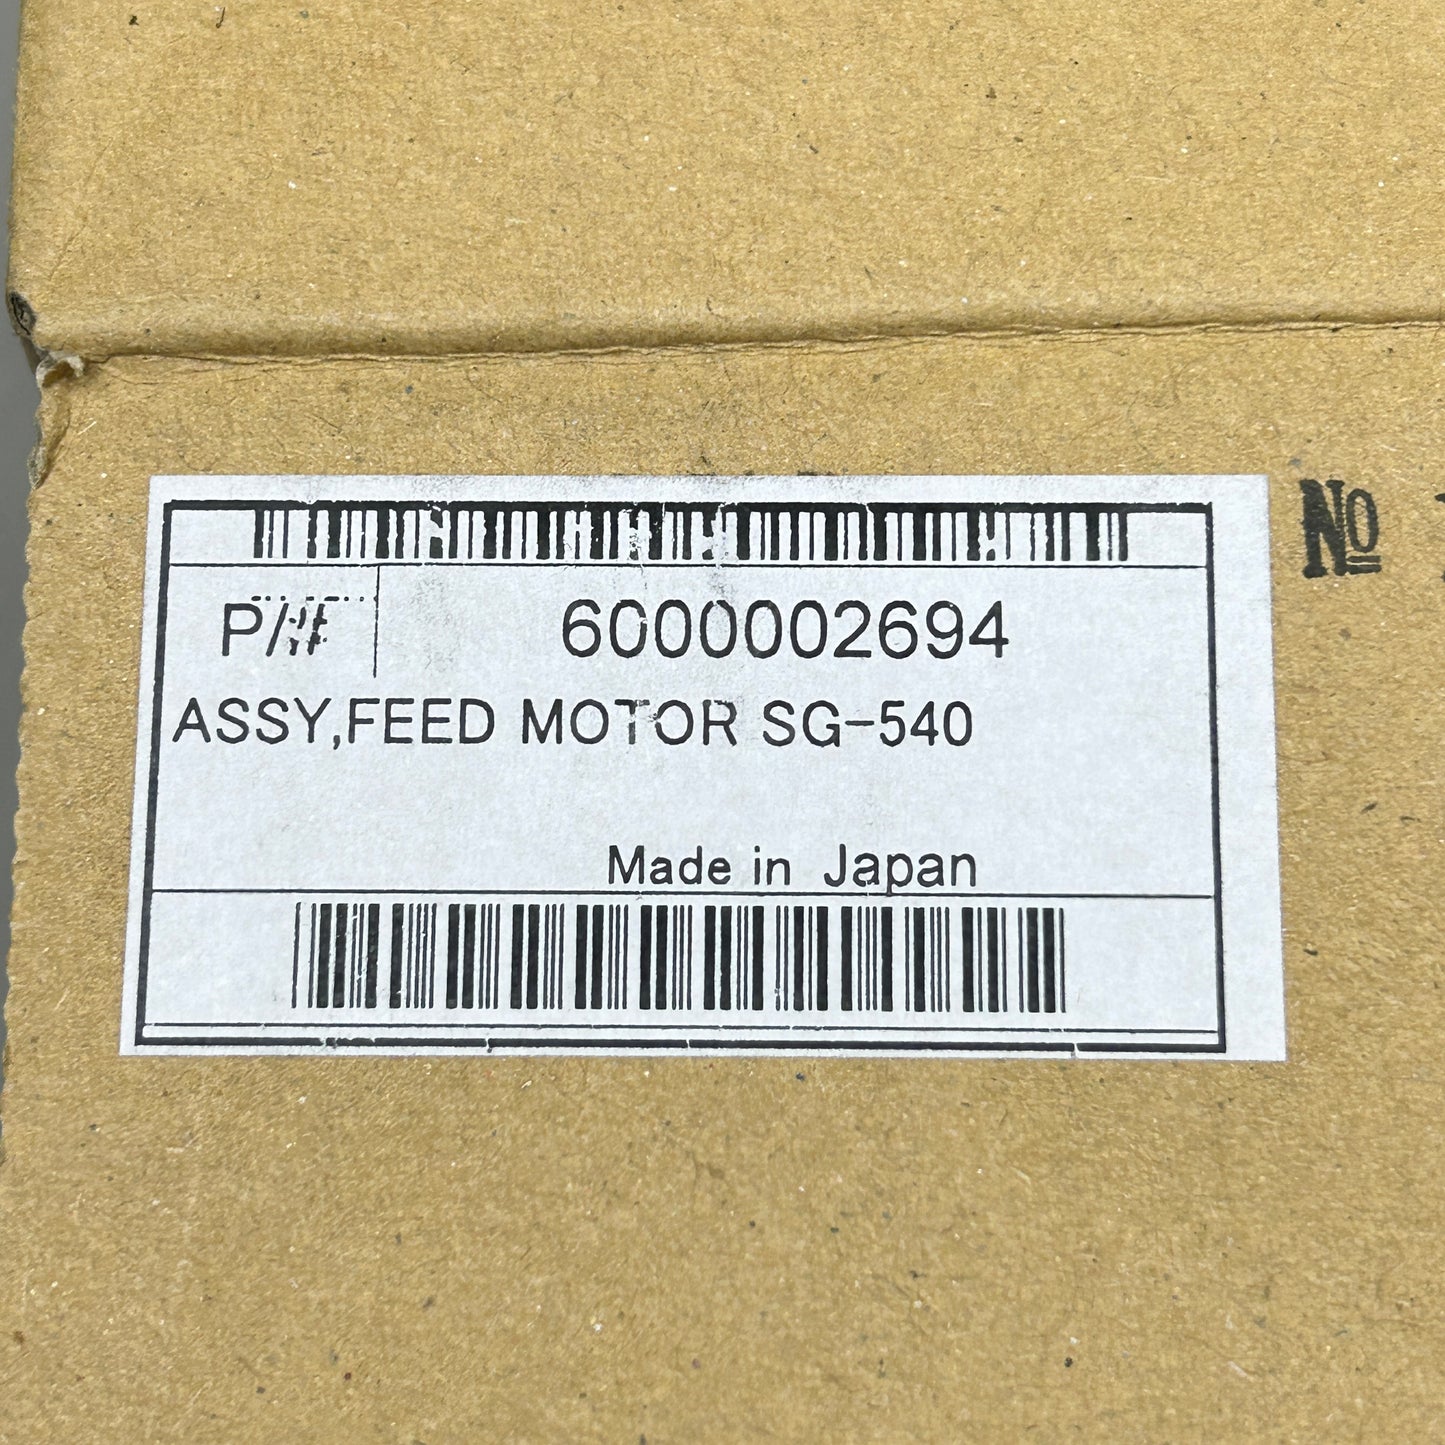 №
P/# 6000002694
ASSY,FEED MOTOR SG-540
Made in Japan